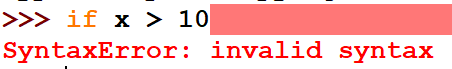 >>> if x > 10
SyntaxError: invalid syntax